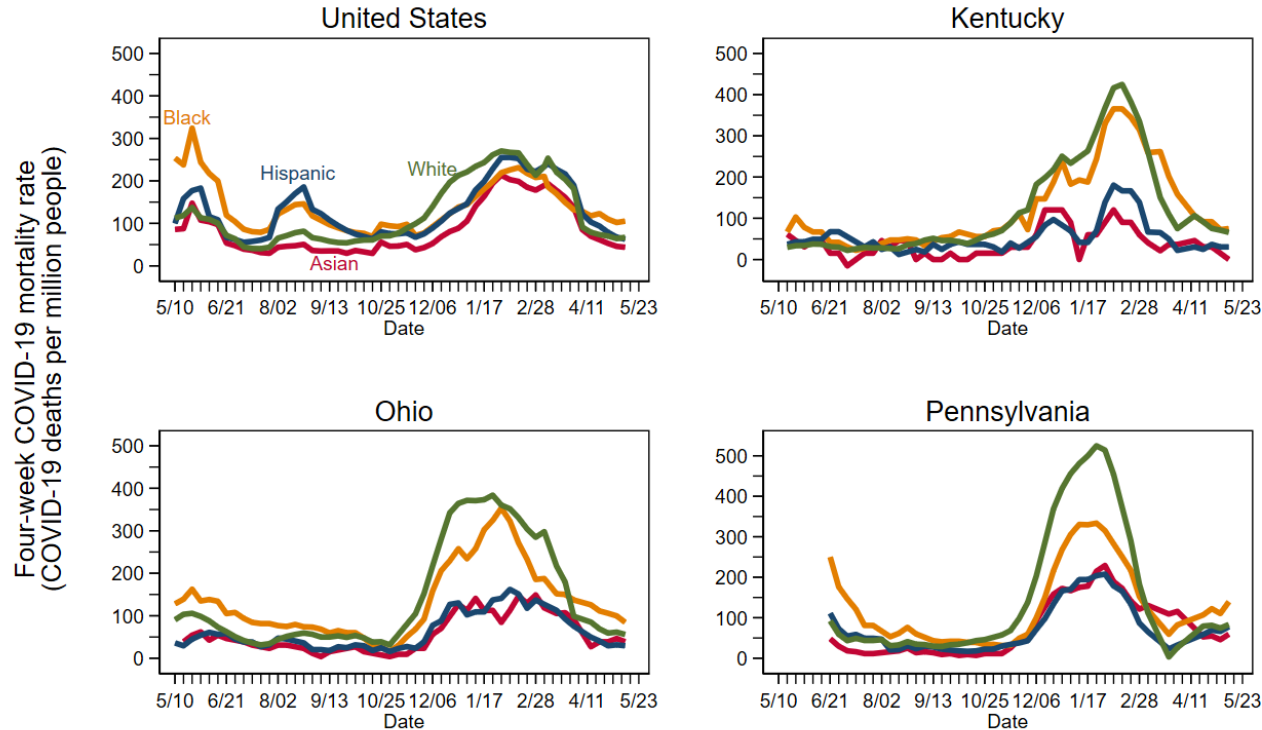 United States
Kentucky
Four-week COVID-19 mortality rate
(COVID-19 deaths per million people)
500
400
300
200
100
0
Black
Hispanic
White
Asian
5/10 6/21 8/02 9/13 10/25 12/06 1/17 2/28 4/11 5/23
Date
500
400
300
200
100
0
5/10 6/21 8/02 9/13 10/25 12/06 1/17 2/28 4/11 5/23
Date
Ohio
Pennsylvania
500
400
300
200
100
0
5/10 6/21 8/02 9/13 10/25 12/06 1/17 2/28 4/11 5/23
Date
500
400
300
200
100
0
5/10 6/21 8/02 9/13 10/25 12/06 1/17 2/28 4/11 5/23
Date